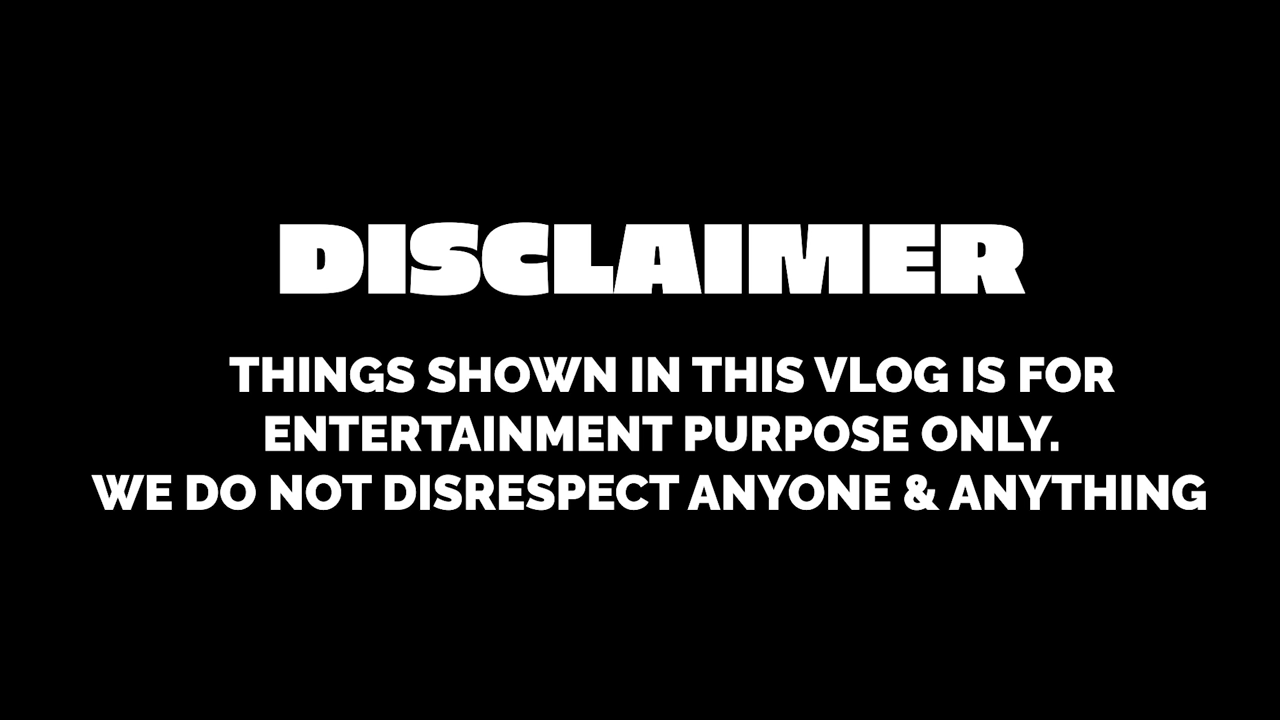 DISCLAIMER
THINGS SHOWN IN THIS VLOG IS FOR
ENTERTAINMENT PURPOSE ONLY.
WE DO NOT DISRESPECT ANYONE & ANYTHING